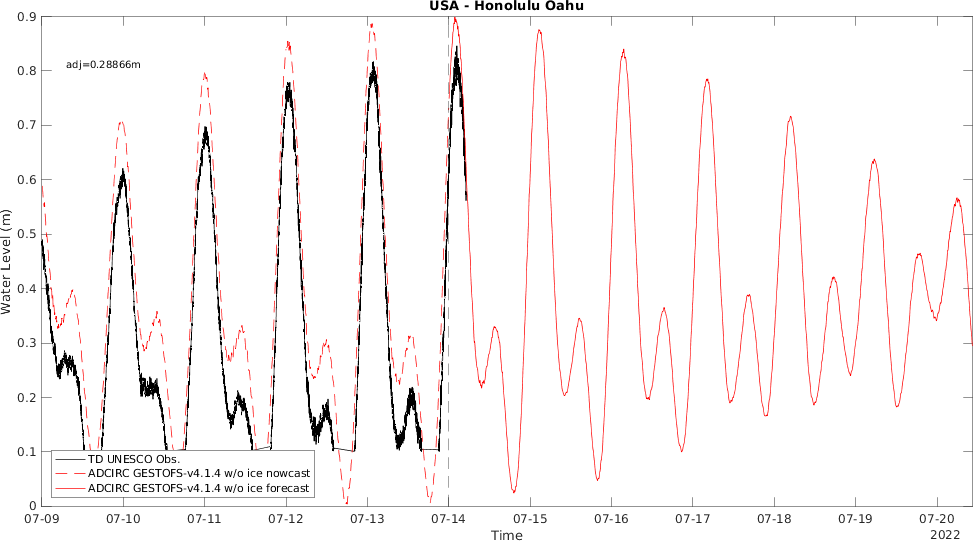 USA - Honolulu Oahu
0.9
0.8
0.7
0.6
0.5
0.4
0.3
0.2
0.1
0
Water Level (m)
adj=0.28866m
TD UNESCO Obs.
ADCIRC GESTOFS-v4.1.4 w/o ice nowcast
ADCIRC GESTOFS-v4.1.4 w/o ice forecast
07-09 07-10 07-11 07-12 07-13 07-14 07-15 07-16 07-17 07-18 07-19 07-20
Time
2022